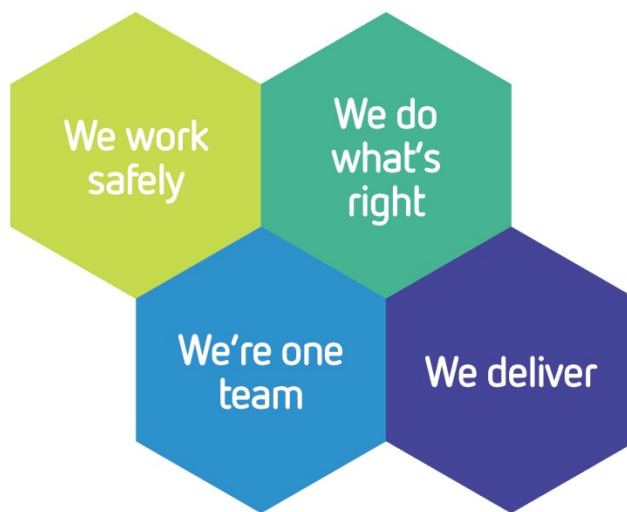 We work
safely
We do
what's
right
We're one
team
We deliver